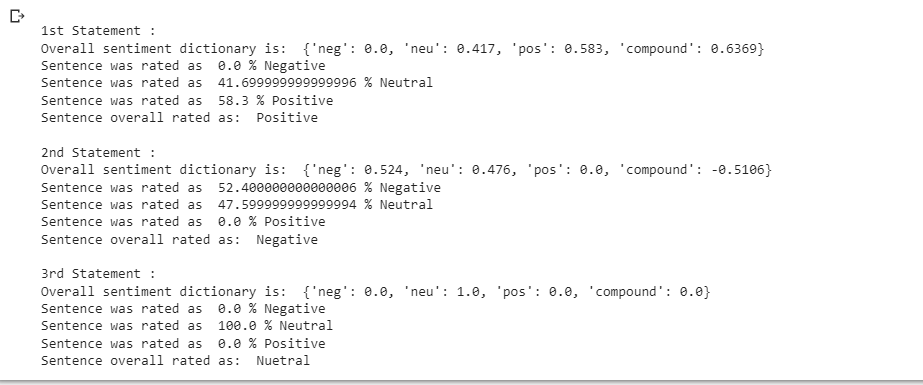 1st Statement :
Overall sentiment dictionary is:  {'neg': 0.0, 'neu': 0.417, 'pos': 0.583, 'compound': 0.6369}
Sentence was rated as  0.0 % Negative
Sentence was rated as  41.699999999999996 % Neutral
Sentence was rated as  58.3 % Positive
Sentence overall rated as:  Positive

2nd Statement :
Overall sentiment dictionary is:  {'neg': 0.524, 'neu': 0.476, 'pos': 0.0, 'compound': -0.5106}
Sentence was rated as  52.400000000000006 % Negative
Sentence was rated as  47.599999999999994 % Neutral
Sentence was rated as  0.0 % Positive
Sentence overall rated as:  Negative

3rd Statement :
Overall sentiment dictionary is:  {'neg': 0.0, 'neu': 1.0, 'pos': 0.0, 'compound': 0.0}
Sentence was rated as  0.0 % Negative
Sentence was rated as  100.0 % Neutral
Sentence was rated as  0.0 % Positive
Sentence overall rated as:  Nuetral